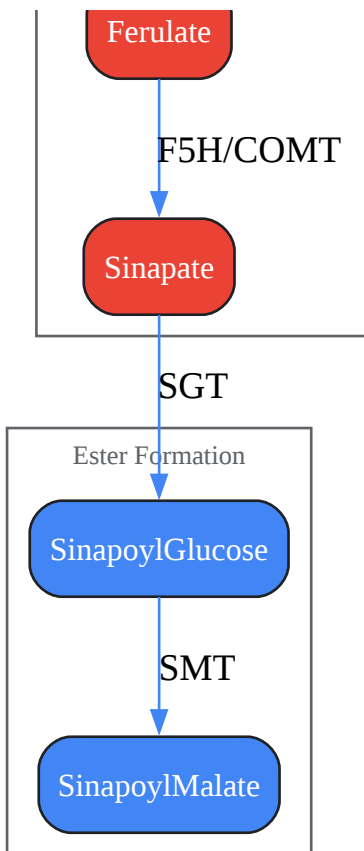 Ferulate
F5H/COMT
Sinapate
SGT
Ester Formation
SinapoylGlucose
SMT
SinapoylMalate